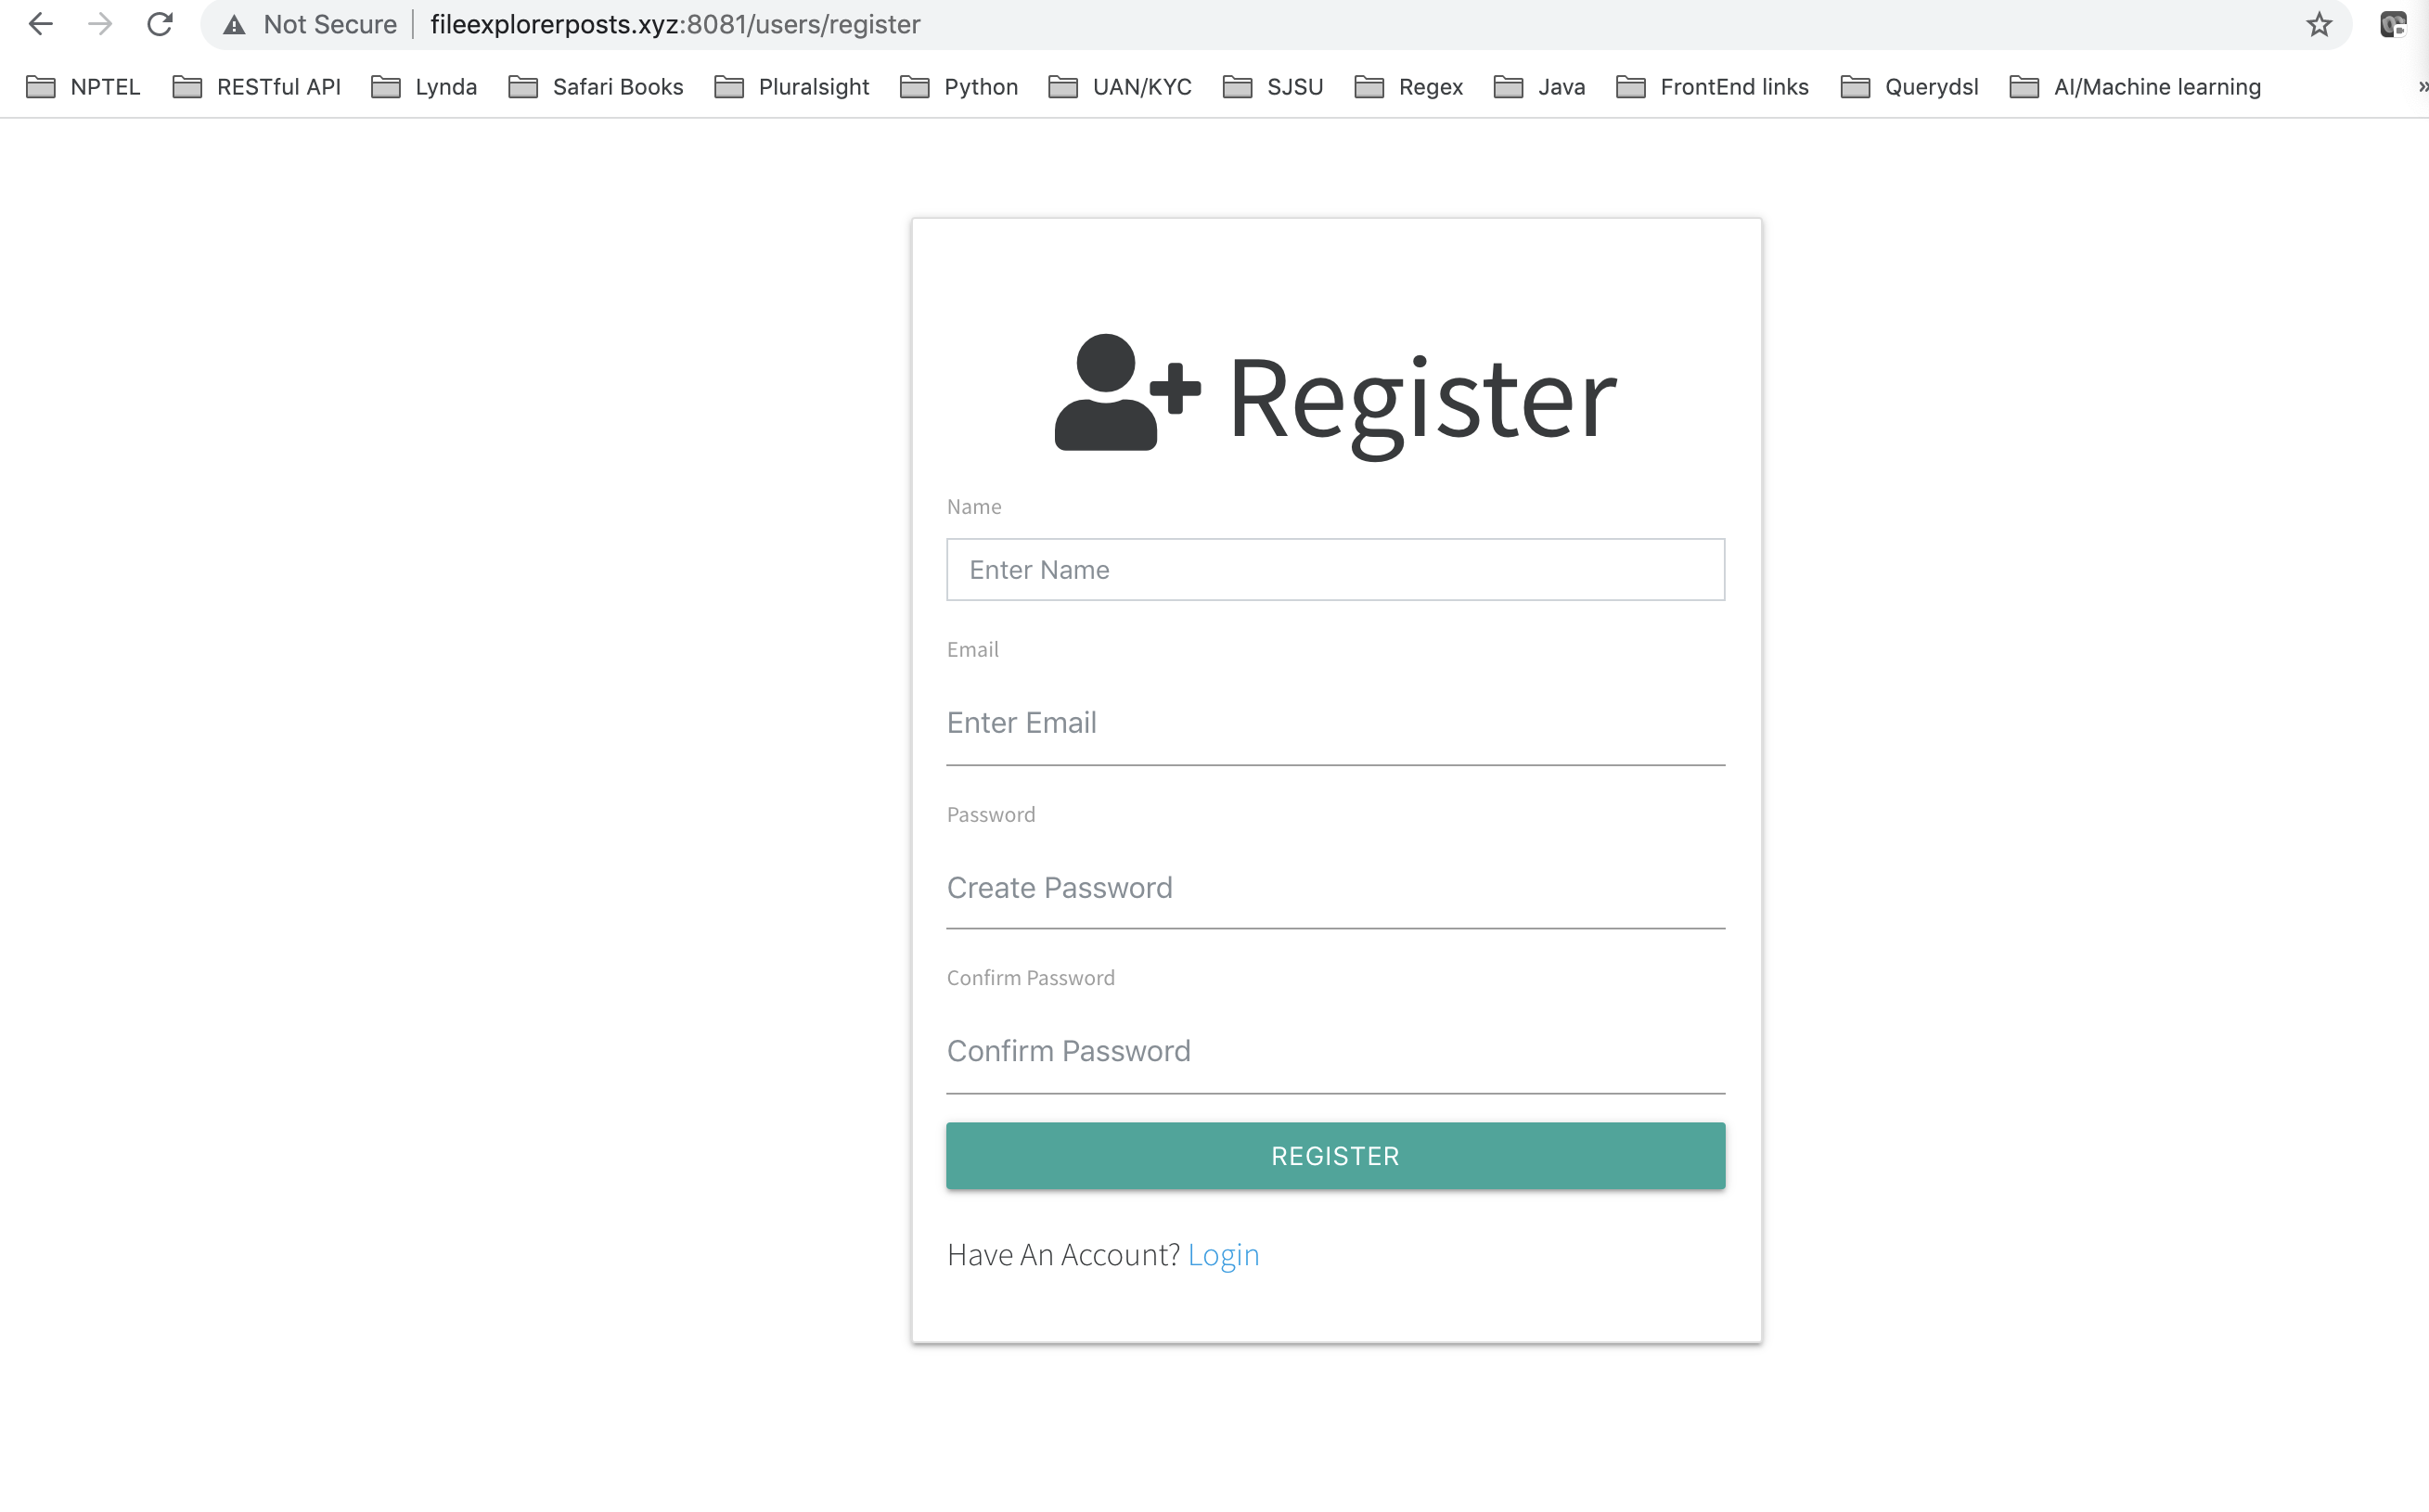 Not Secure fileexplorerposts.xyz:8081/users/register
NPTEL RESTful API Lynda Safari Books Pluralsight Python UAN/KYC SJSU Regex Java FrontEnd links Querydsl AI/Machine learning »
Register
Name
Enter Name
Email
Enter Email
Password
Create Password
Confirm Password
Confirm Password
REGISTER
Have An Account? Login